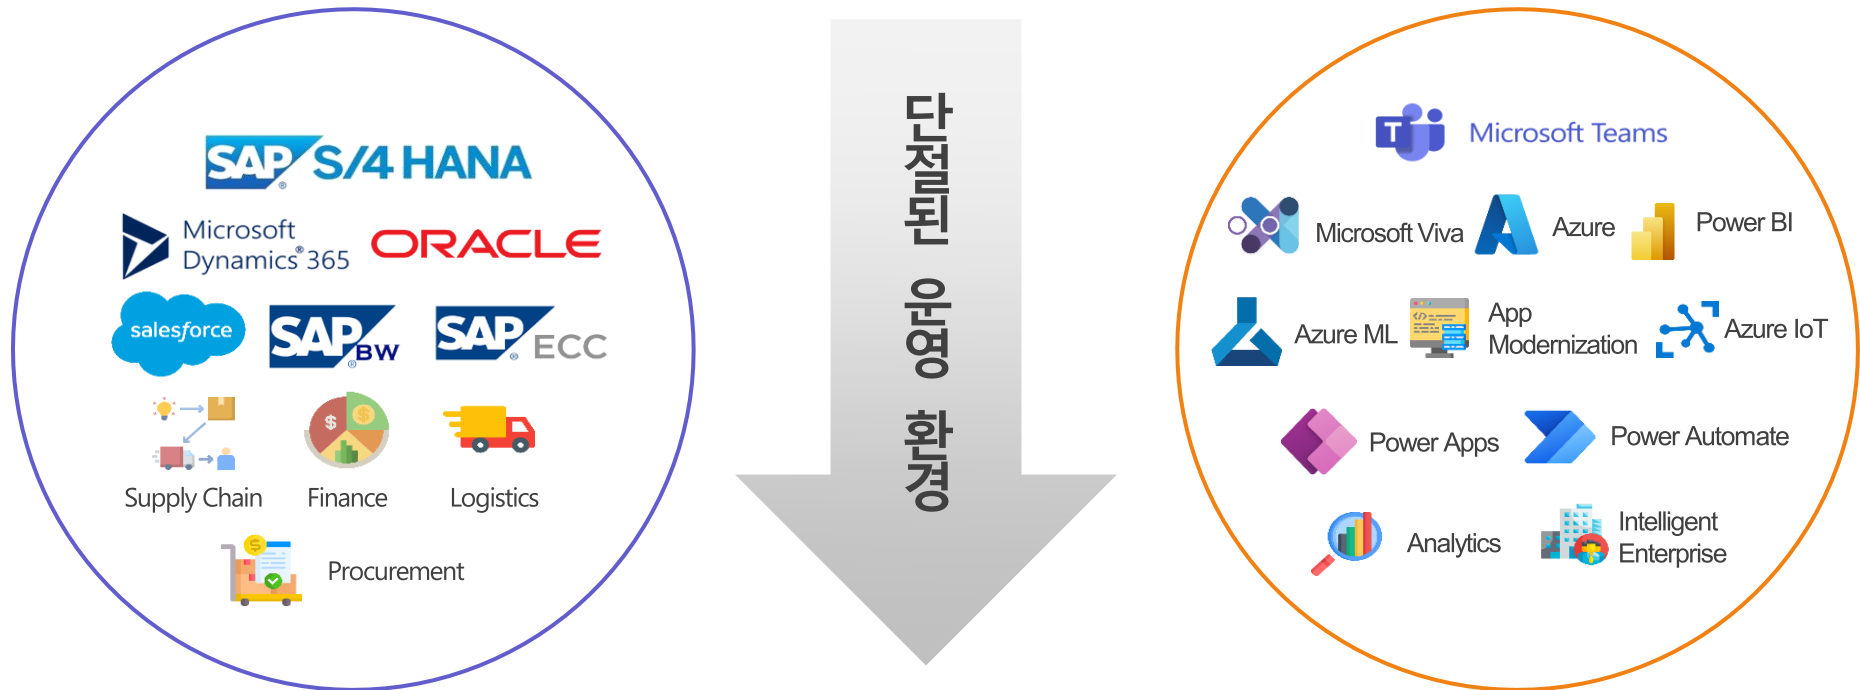 SAP S/4 HANA
Microsoft
Dynamics® 365
ORACLE
salesforce
SAP BW
SAP ECC
Supply Chain
Finance
Logistics
Procurement
단절된 운영 환경
Microsoft Teams
Microsoft Viva
Azure
Power BI
Azure ML
App
Modernization
Azure IoT
Power Apps
Power Automate
Analytics
Intelligent
Enterprise